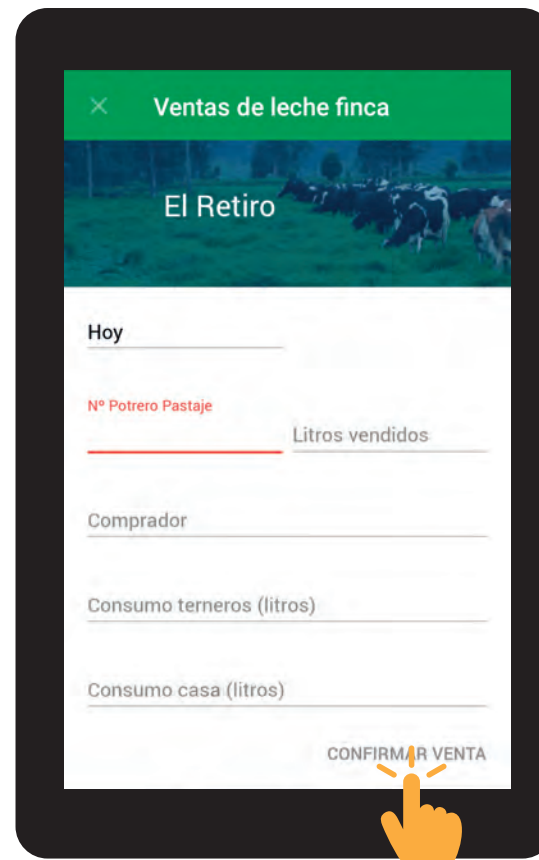 Ventas de leche finca
El Retiro
Hoy
Nº Potrero Pastaje
Litros vendidos
Comprador
Consumo terneros (litros)
Consumo casa (litros)
CONFIRMAR VENTA